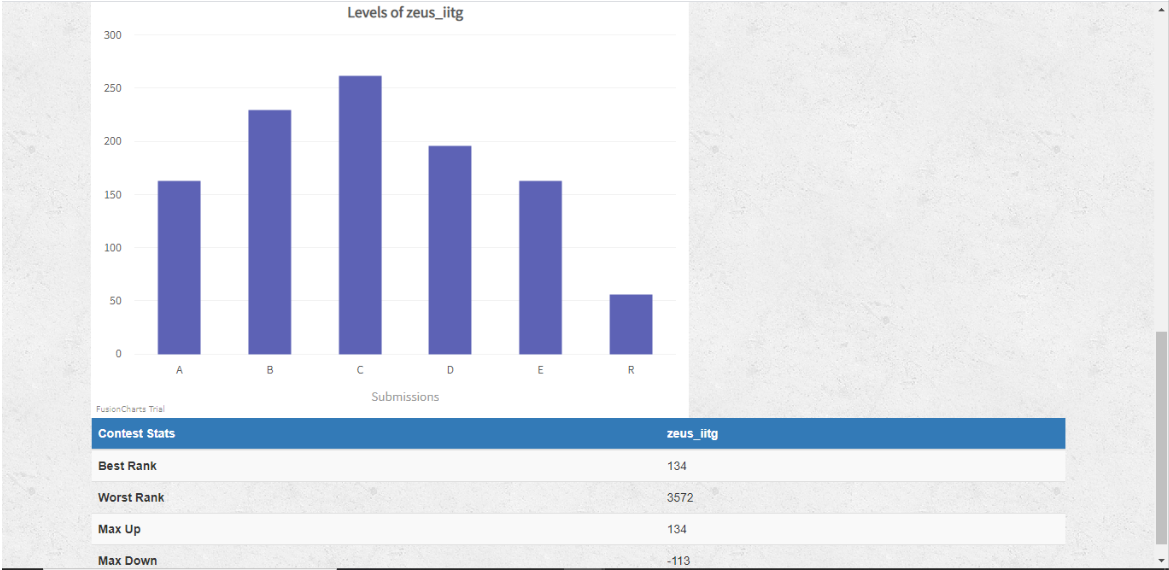 Levels of zeus_iitg
300
250
200
150
100
50
0
A B C D E R
Submissions
FusionCharts Trial
Contest Stats zeus_iitg
Best Rank 134
Worst Rank 3572
Max Up 134
Max Down -113